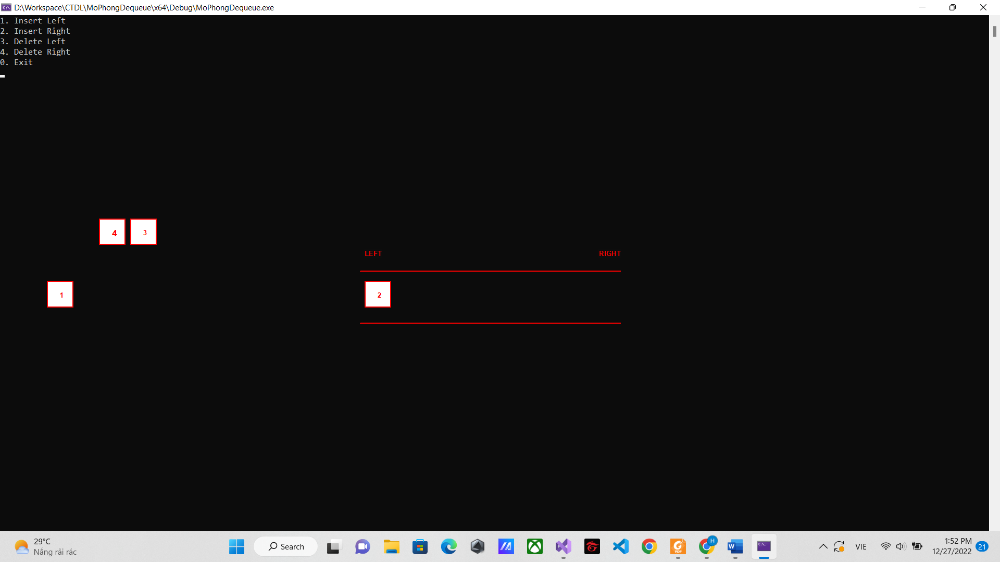 D:\Workspace\CTDL\MoPhongDequeue\x64\Debug\MoPhongDequeue.exe
1. Insert Left
2. Insert Right
3. Delete Left
4. Delete Right
0. Exit
4 3
LEFT RIGHT
1 2
29°C
Nắng rải rác
Search
VIE
1:52 PM
12/27/2022
21